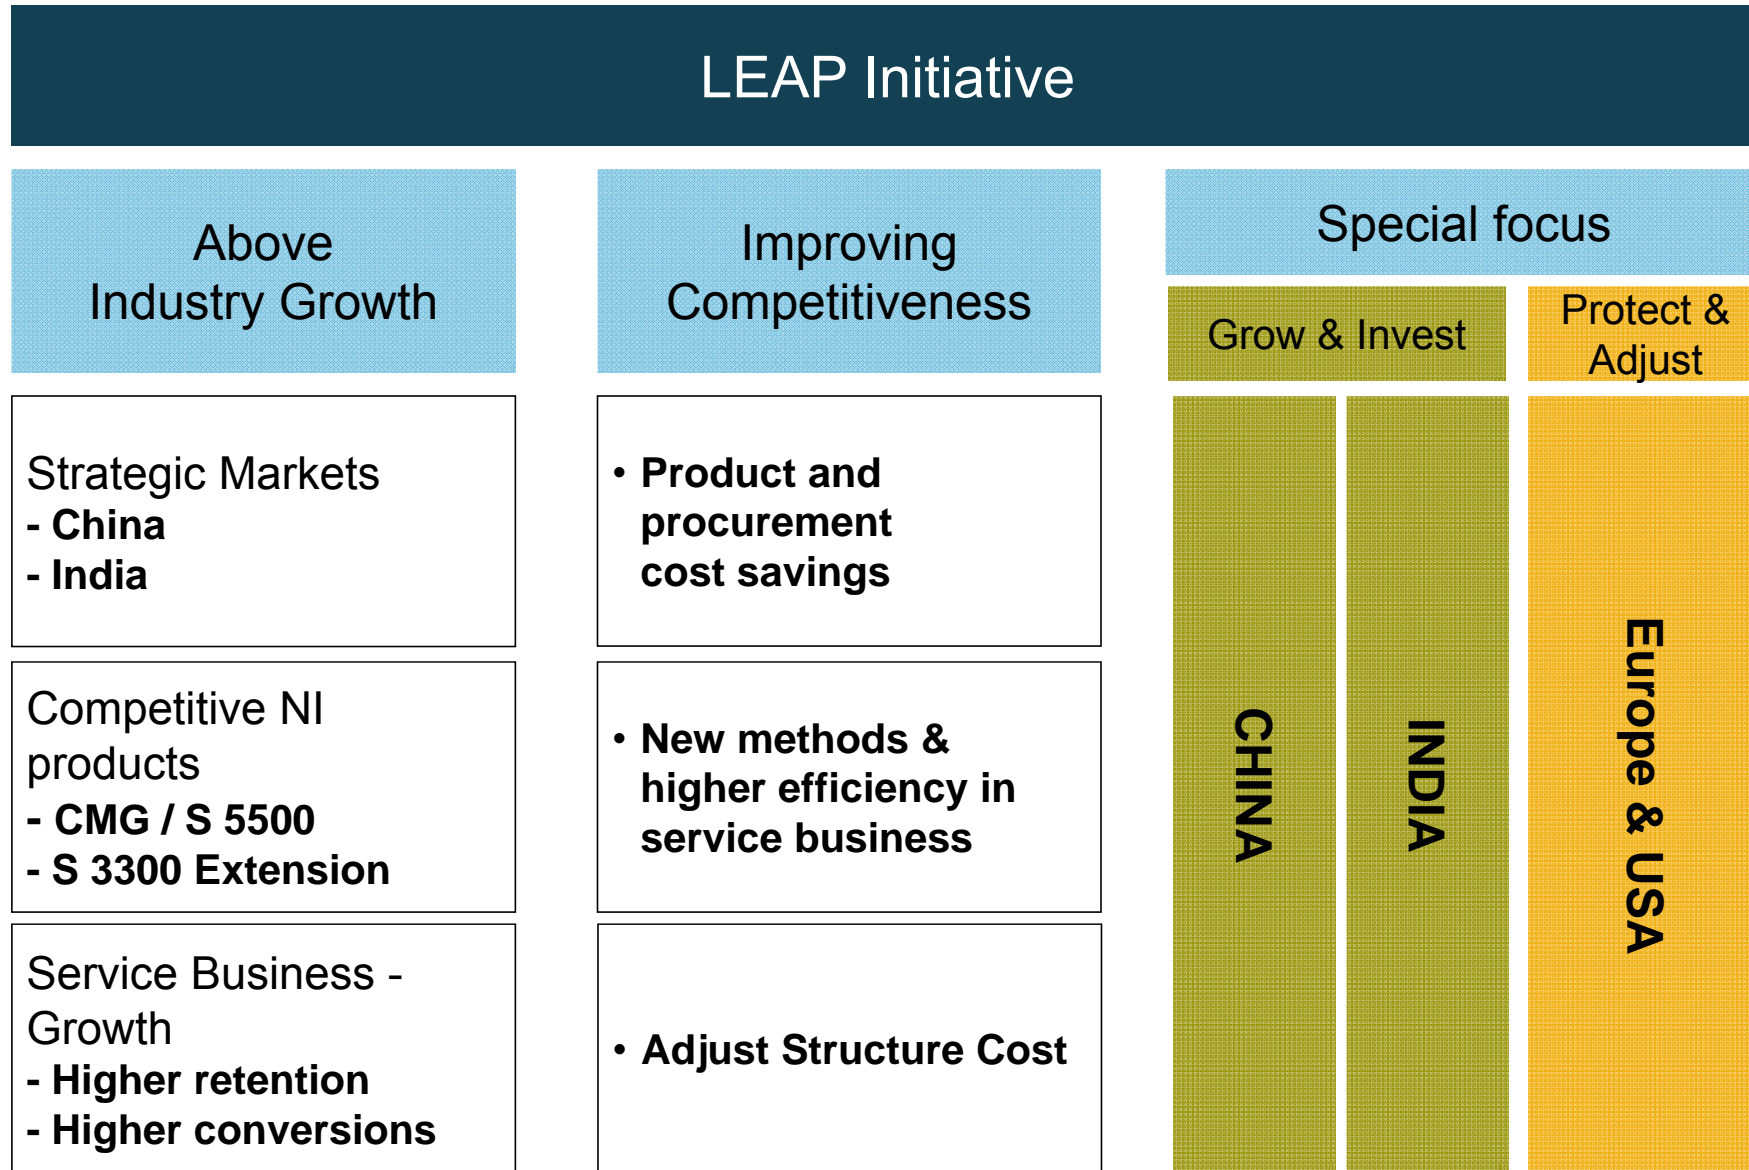 LEAP Initiative
Above
Industry Growth
Strategic Markets
- China
- India
Competitive NI
products
- CMG / S 5500
- S 3300 Extension
Service Business -
Growth
- Higher retention
- Higher conversions
Improving
Competitiveness
• Product and
procurement
cost savings
• New methods &
higher efficiency in
service business
• Adjust Structure Cost
Special focus
Grow & Invest
CHINA
INDIA
Protect &
Adjust
Europe & USA